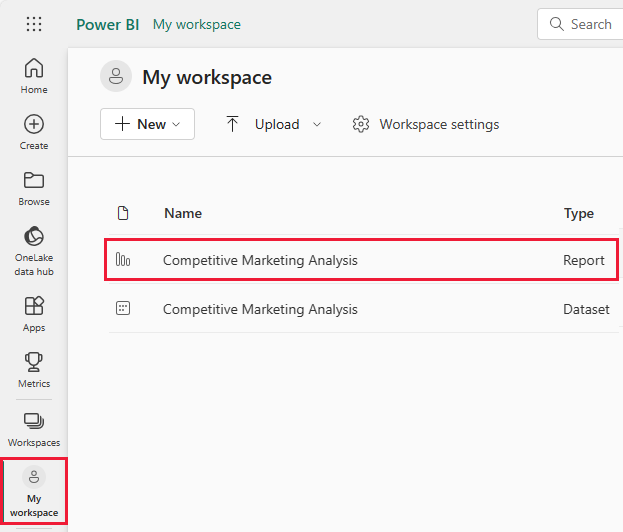 Power BI My workspace Search
Home
Create
Browse
OneLake
data hub
Apps
Metrics
Workspaces
My
workspace
My workspace
New Upload Workspace settings
Name Type
Competitive Marketing Analysis Report
Competitive Marketing Analysis Dataset